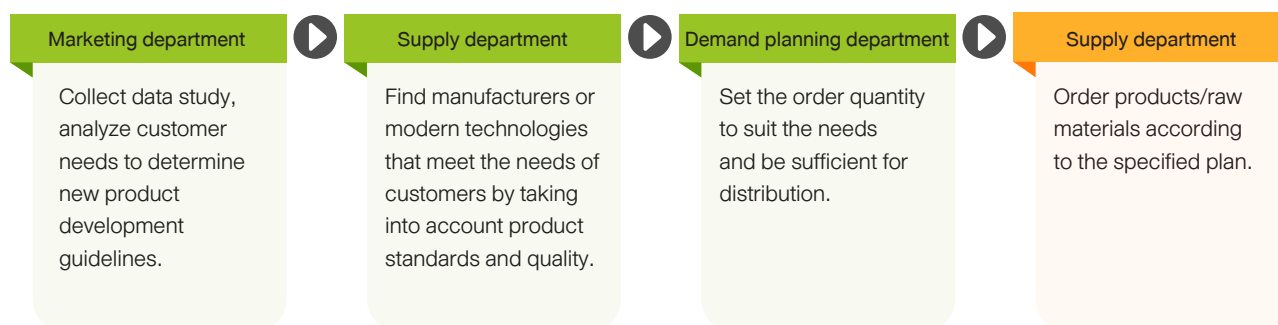 Marketing department
Collect data study,
analyze customer
needs to determine
new product
development
guidelines.
Supply department
Find manufacturers or
modern technologies
that meet the needs of
customers by taking
into account product
standards and quality.
Demand planning department
Set the order quantity
to suit the needs
and be sufficient for
distribution.
Supply department
Order products/raw
materials according
to the specified plan.